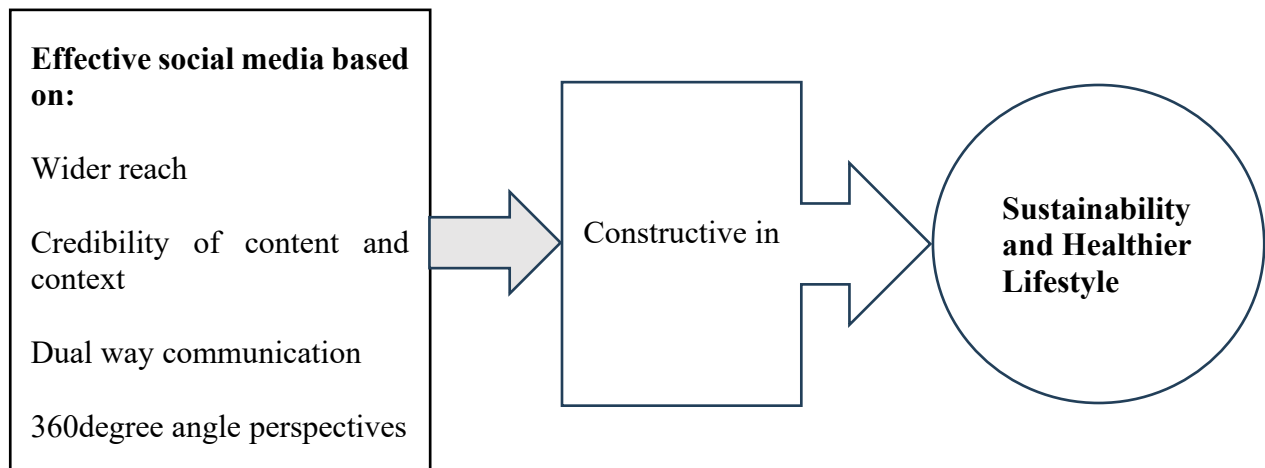 Effective social media based
on:
Wider reach
Credibility of content and
context
Dual way communication
360degree angle perspectives
Constructive in
Sustainability
and Healthier
Lifestyle